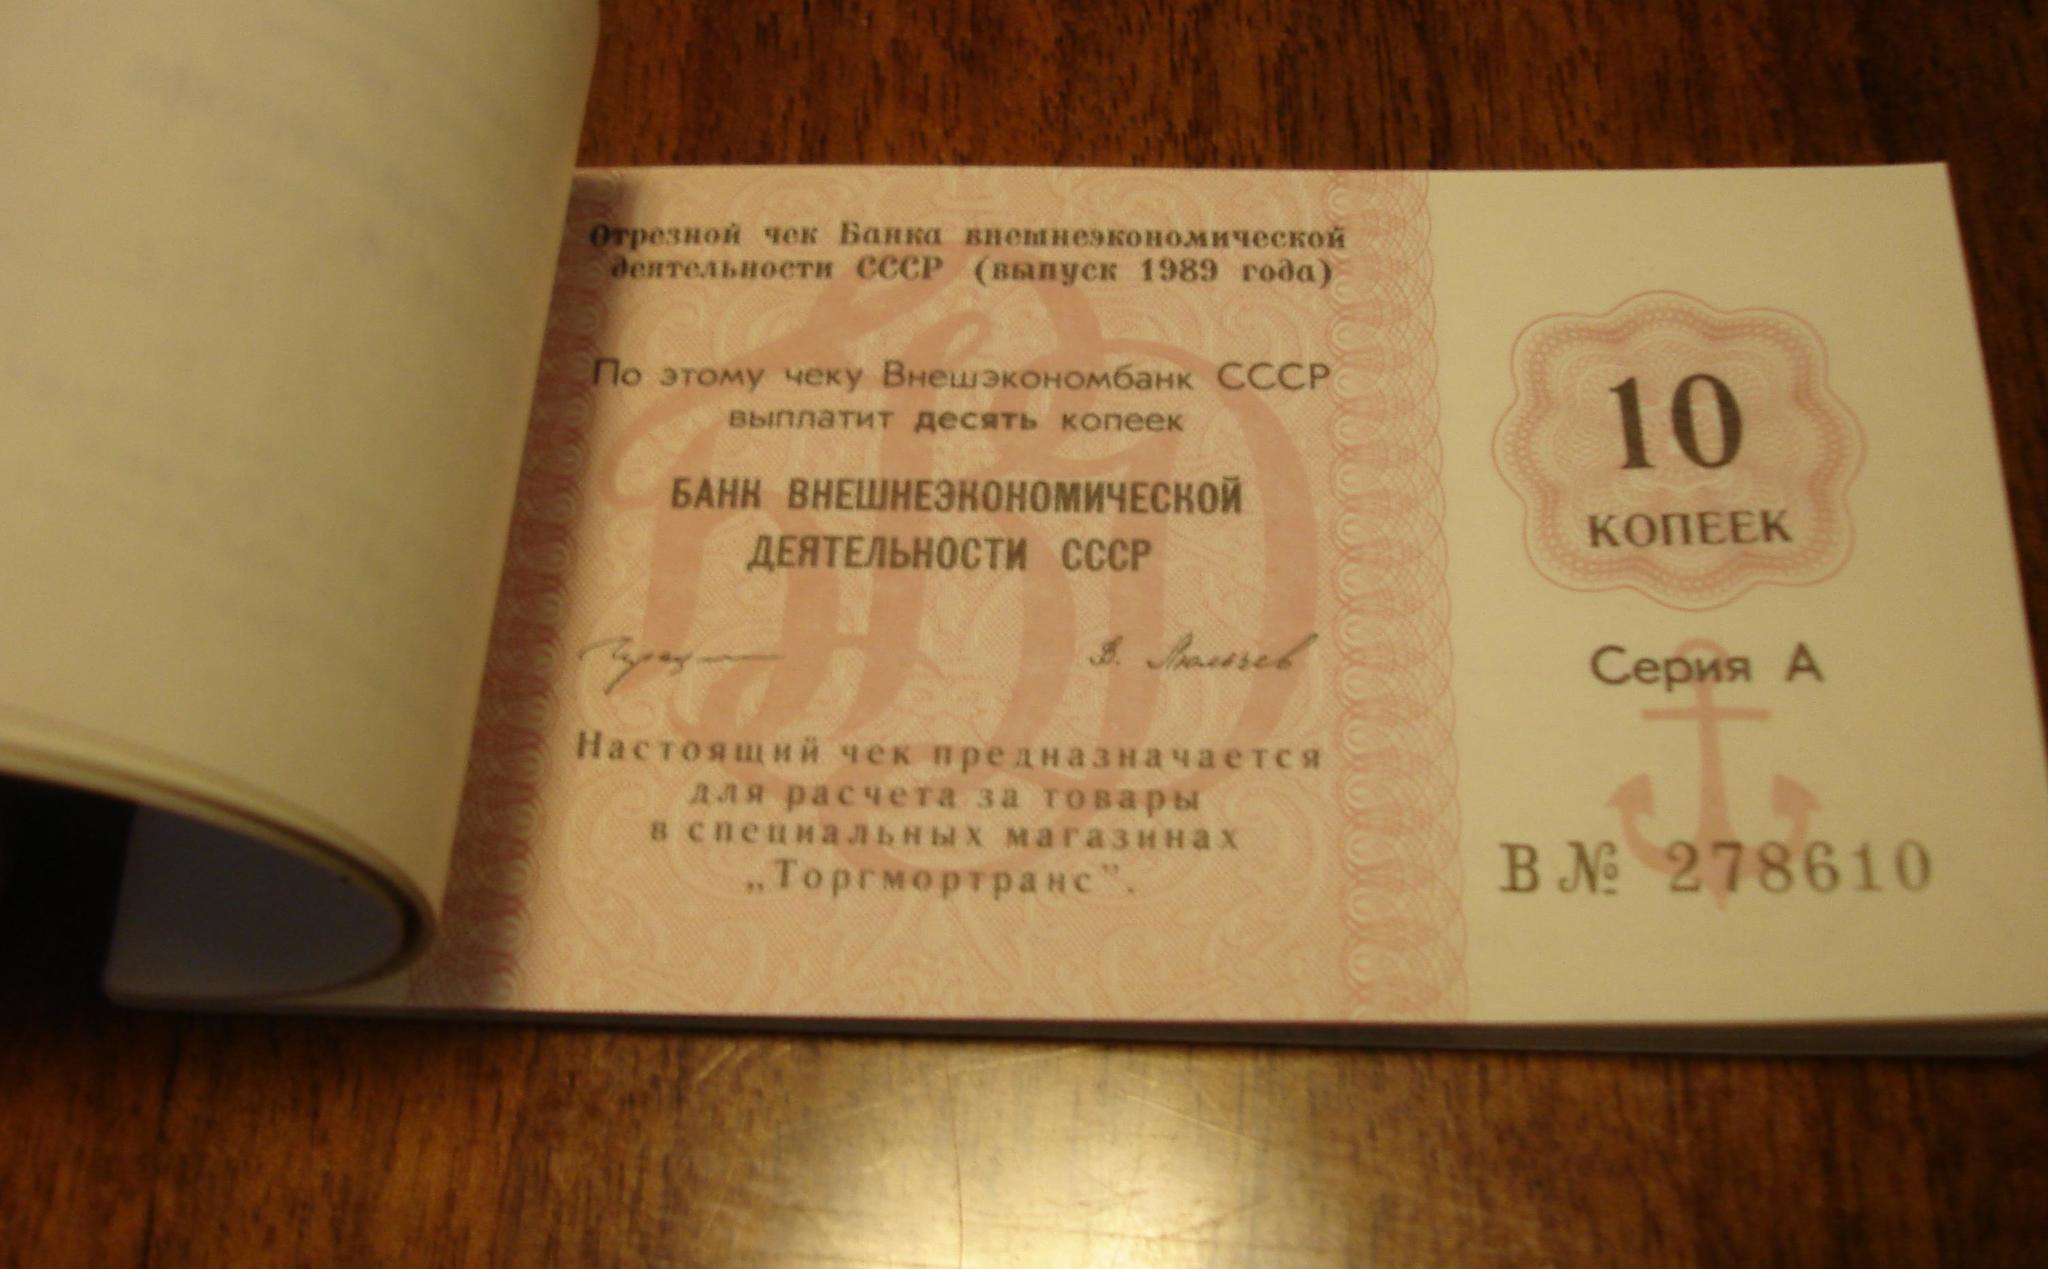 Отрезной чек Банка внешнеэкономической
деятельности СССР (выпуск 1989 года)
По этому чеку Внешэкономбанк СССР
выплатит десять копеек
БАНК ВНЕШНЕЭКОНОМИЧЕСКОЙ
ДЕЯТЕЛЬНОСТИ СССР
Настоящий чек предназначается
для расчета за товары
в специальных магазинах
„Торгмортранс”.
10
КОПЕЕК
Серия А
В № 278610